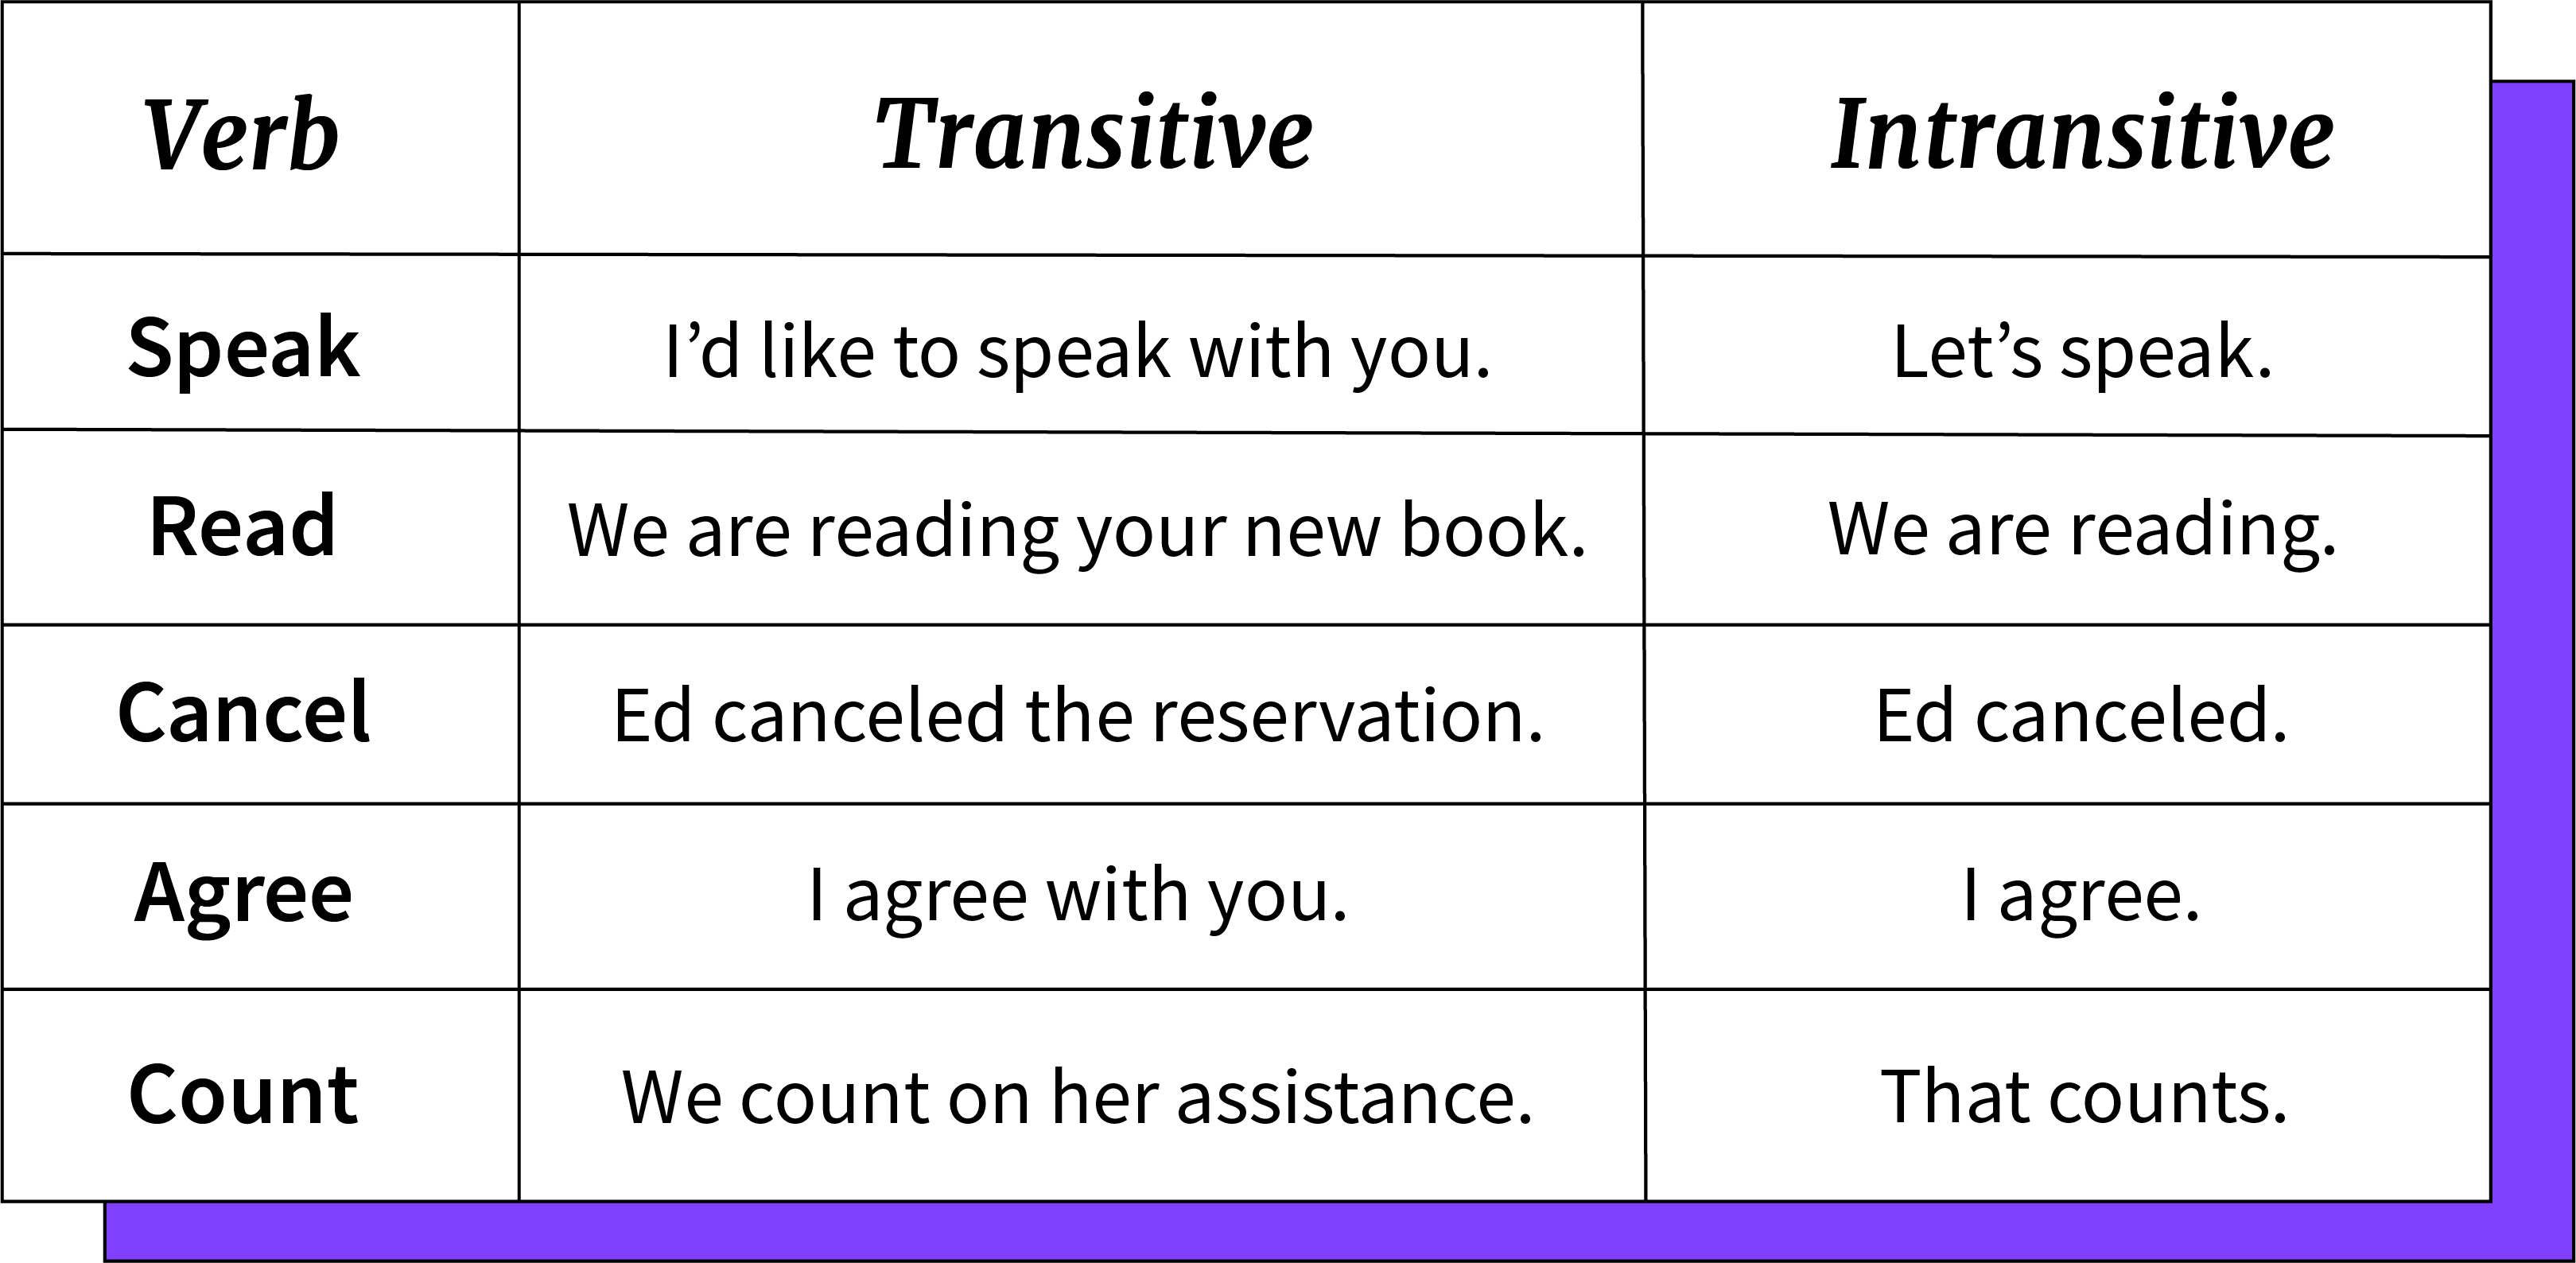 Verb Transitive Intransitive
Speak I’d like to speak with you. Let’s speak.
Read We are reading your new book. We are reading.
Cancel Ed canceled the reservation. Ed canceled.
Agree I agree with you. I agree.
Count We count on her assistance. That counts.